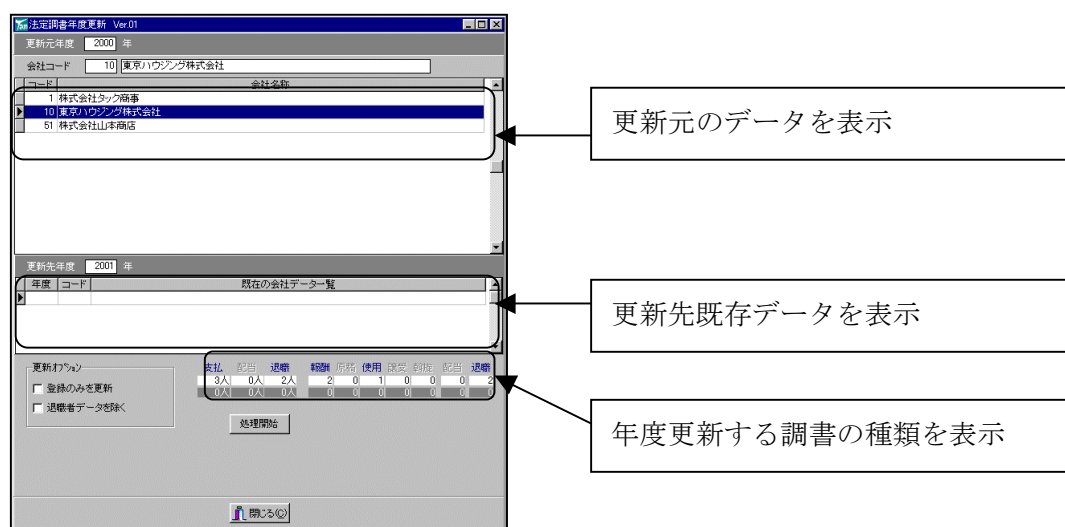 法定調書年度更新 Ver.01
更新元年度 2000 年
会社コード 10 東京ハウジング株式会社
コード 会社名称
1 株式会社タック商事
10 東京ハウジング株式会社
51 株式会社山本商店
更新元のデータを表示
更新先年度 2001 年
年度 コード 既在の会社データ一覧
更新先既存データを表示
更新オプション
登録のみを更新
退職者データを除く
支払 配当 退職 報酬 原稿 使用 譲受 斡旋 配当 退職
3人 0人 2人 2 0 1 0 0 0 2
0人 0人 0人 0 0 0 0 0 0 0
処理開始
年度更新する調書の種類を表示
閉じる(C)